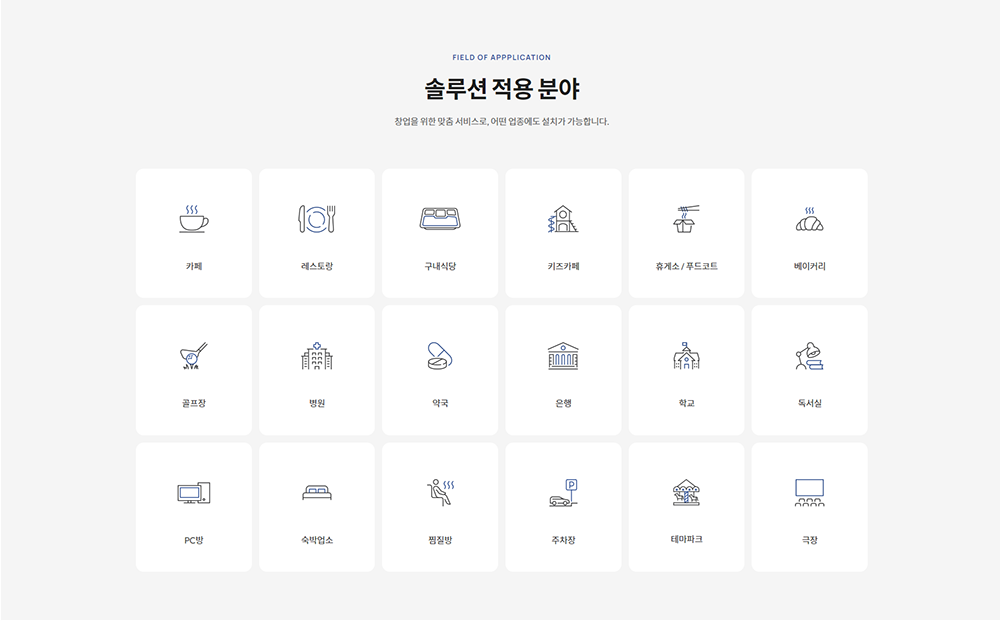 FIELD OF APPPLICATION
솔루션 적용 분야
창업을 위한 맞춤 서비스로, 어떤 업종에도 설치가 가능합니다.
카페
레스토랑
구내식당
키즈카페
휴게소 / 푸드코트
베이커리
골프장
병원
약국
은행
학교
독서실
PC방
숙박업소
찜질방
P
주차장
테마파크
극장